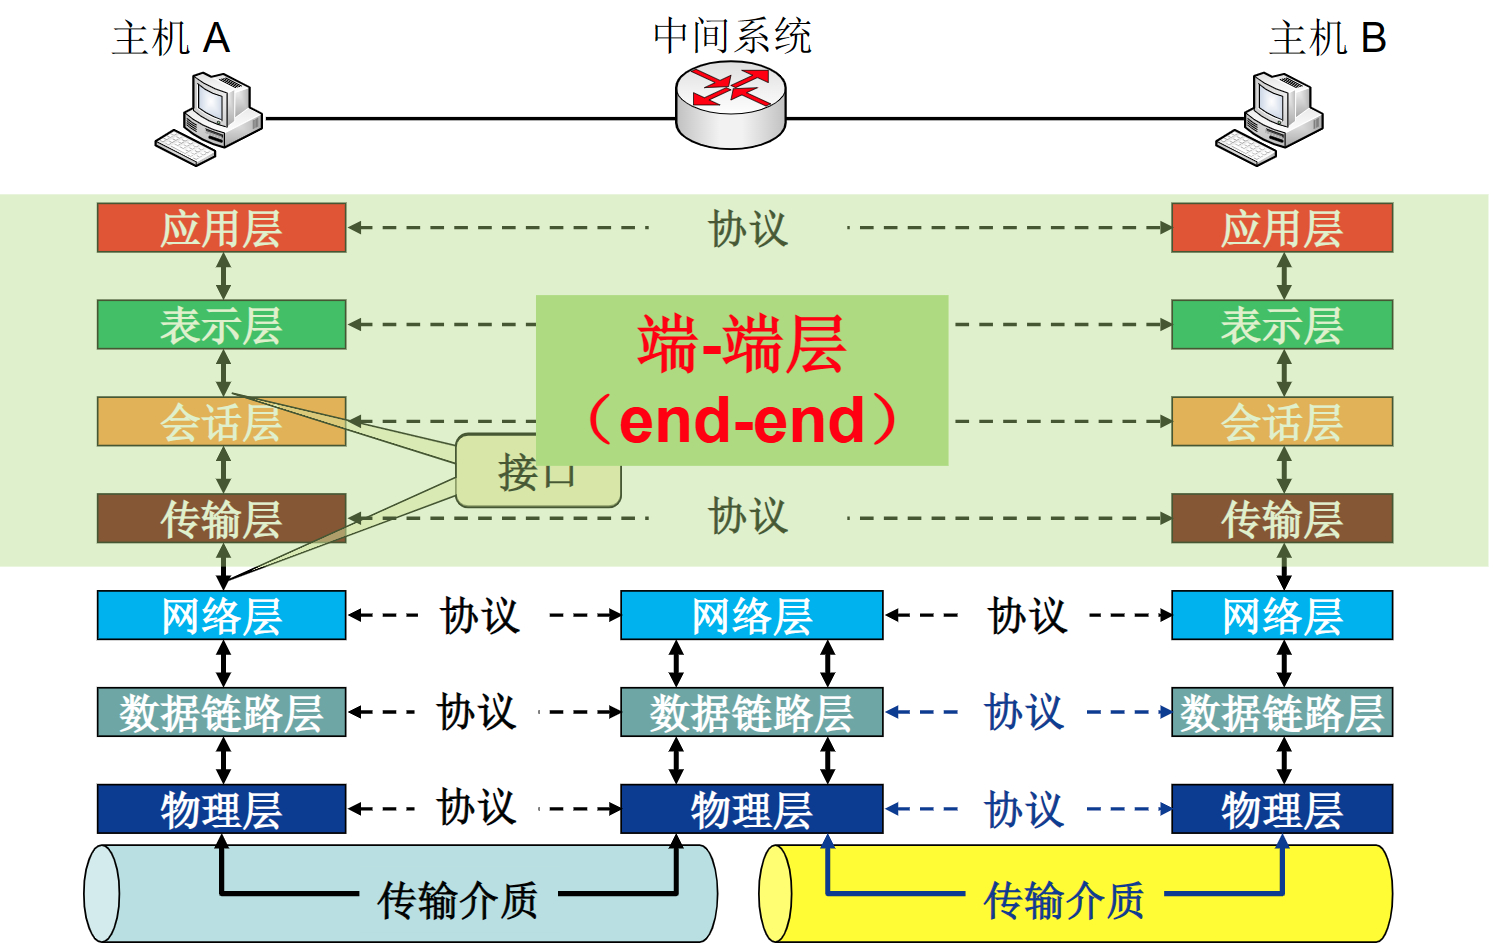 主机 A
中间系统
主机 B
应用层
协议
应用层
表示层
表示层
端-端层
（end-end）
会话层
会话层
接口
传输层
协议
传输层
网络层
协议
网络层
协议
网络层
数据链路层
协议
数据链路层
协议
数据链路层
物理层
协议
物理层
协议
物理层
传输介质
传输介质